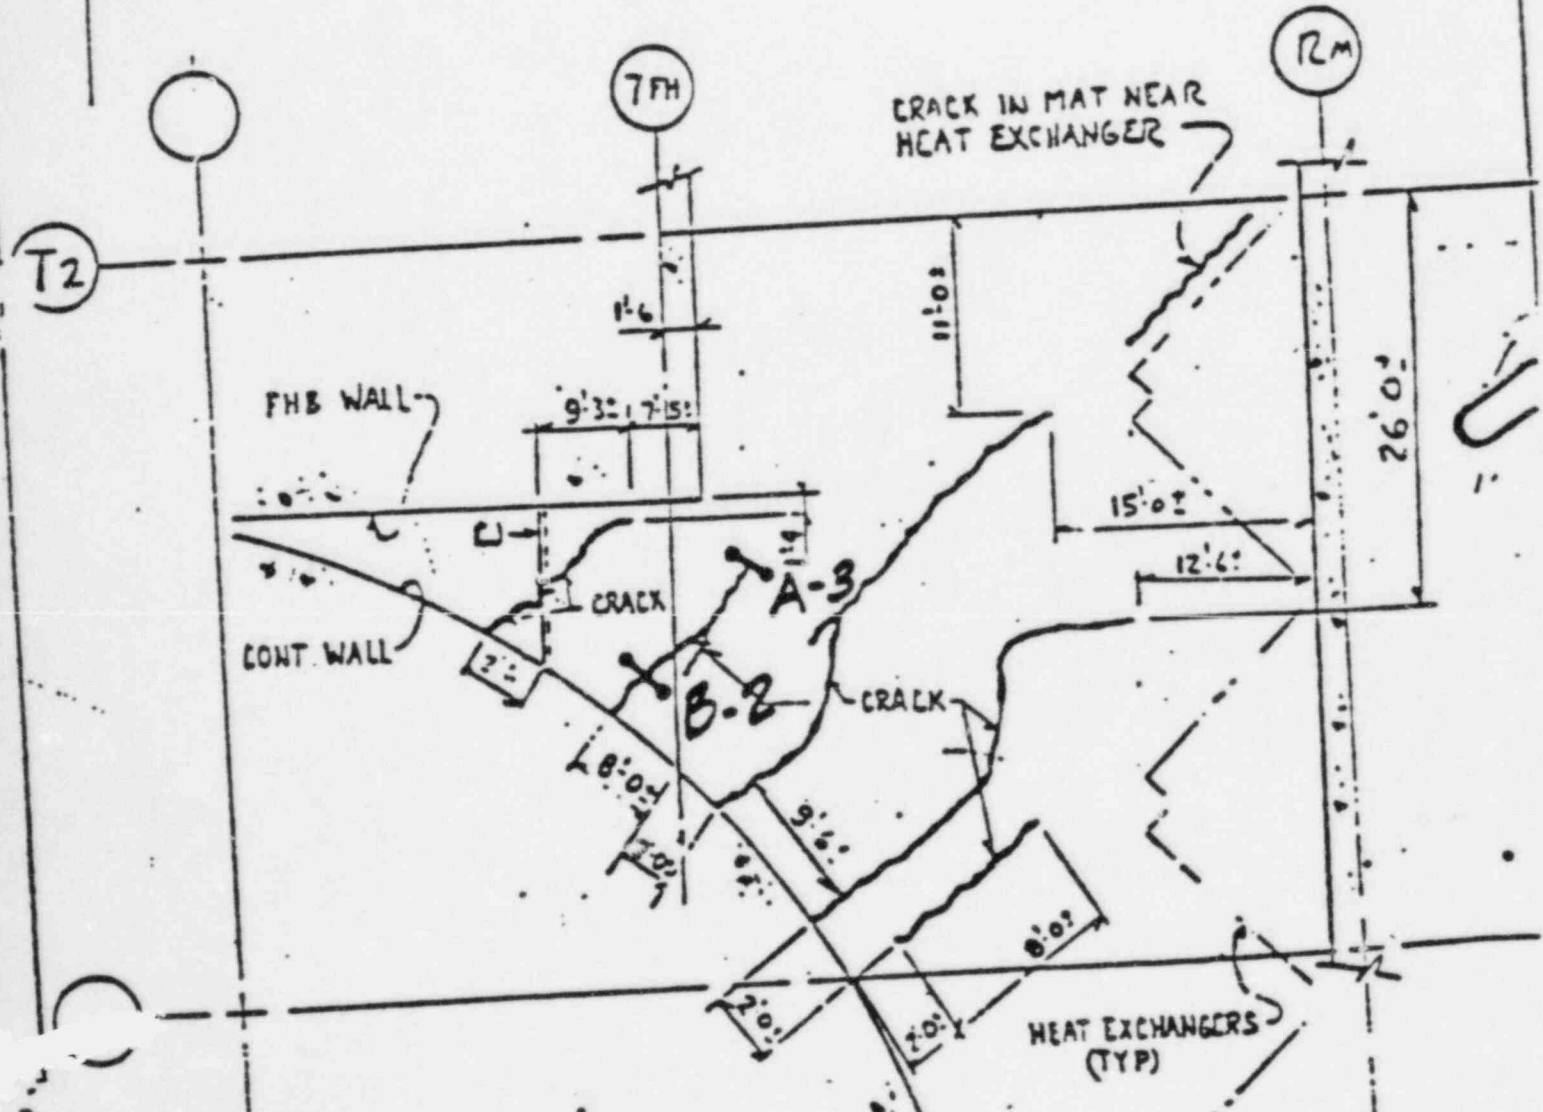 7FH
RM
CRACK IN MAT NEAR
HEAT EXCHANGER
T2
1'-6
11'-0±
FHB WALL
9'-3±
26'-0±
1"
15'-0±
CJ
12'-6±
CRACK
A-3
CONT. WALL
2'±
B-2
CRACK
8'-0±
9'-6±
8'-0±
2'-0±
2'-0±
HEAT EXCHANGERS
(TYP)